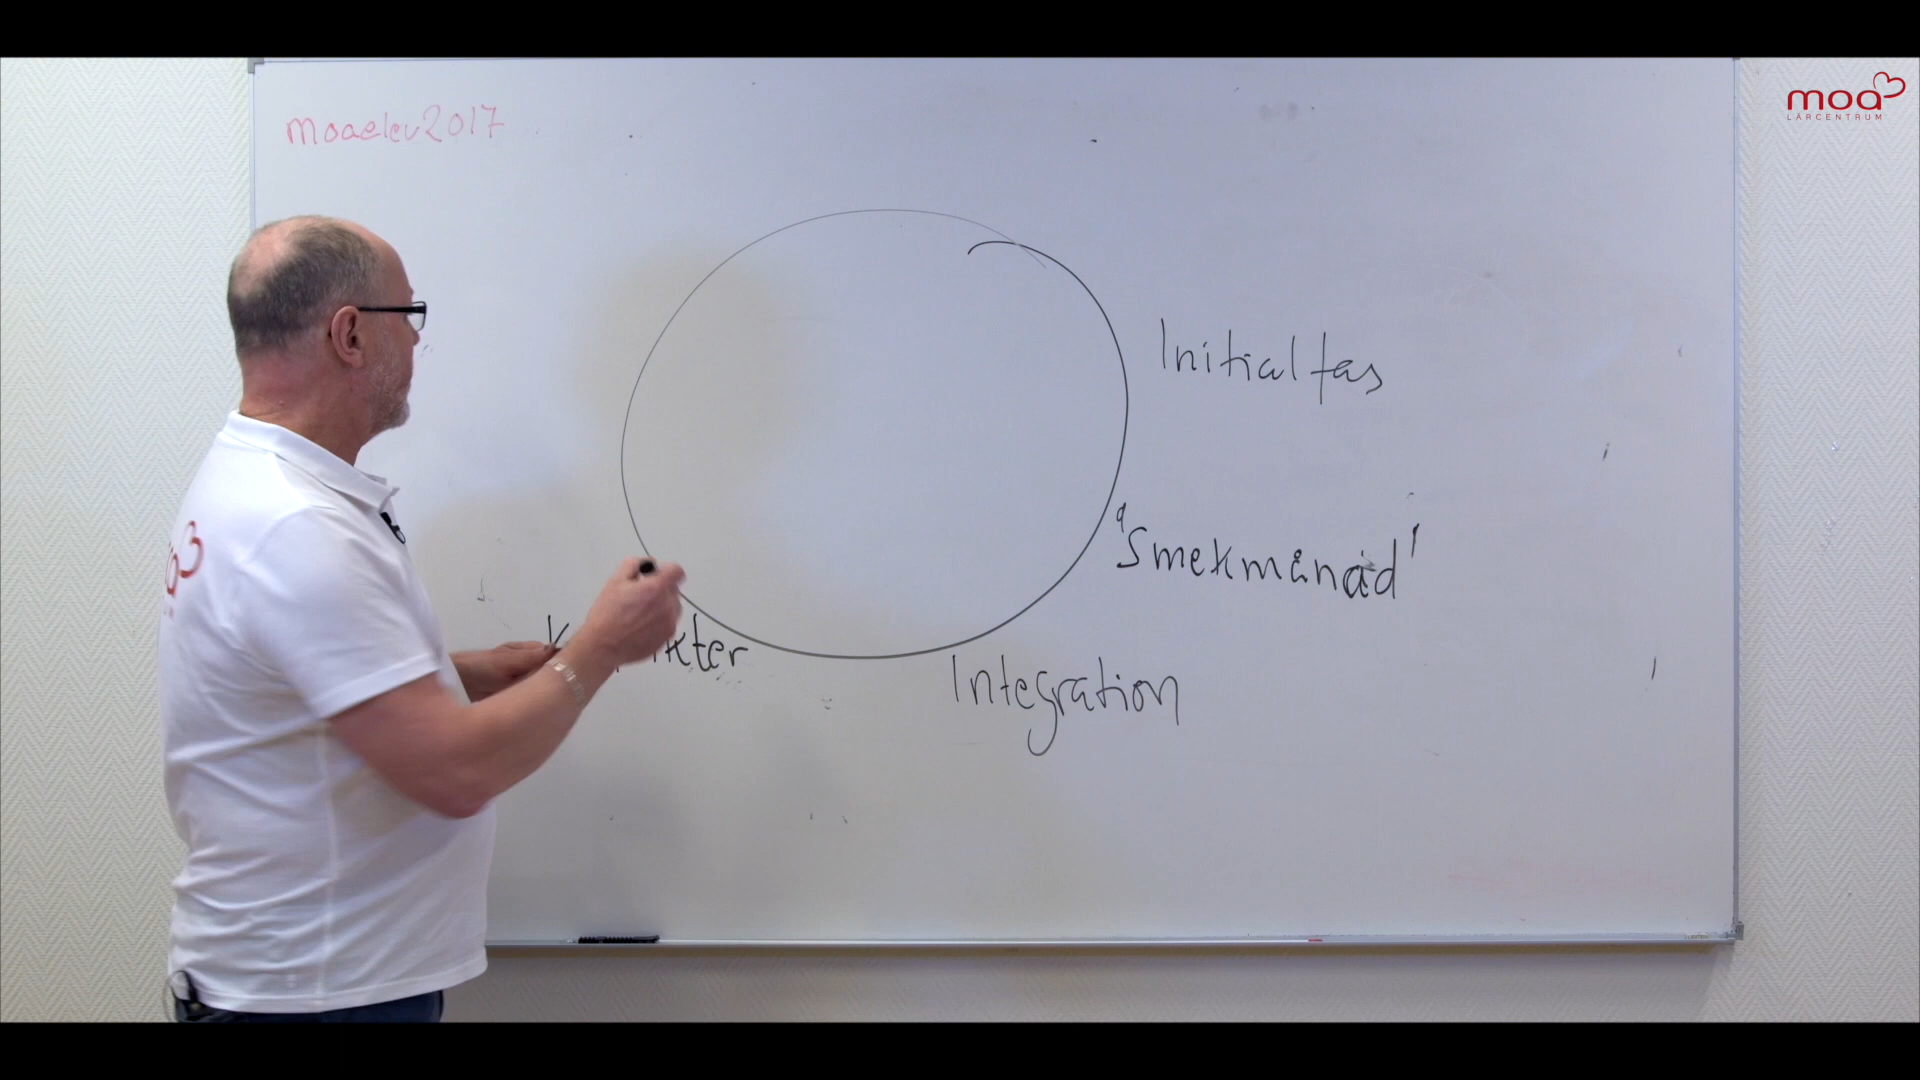 moaelev2017
moa
LÄRCENTRUM
Initialfas
"Smekmånad"
Integration